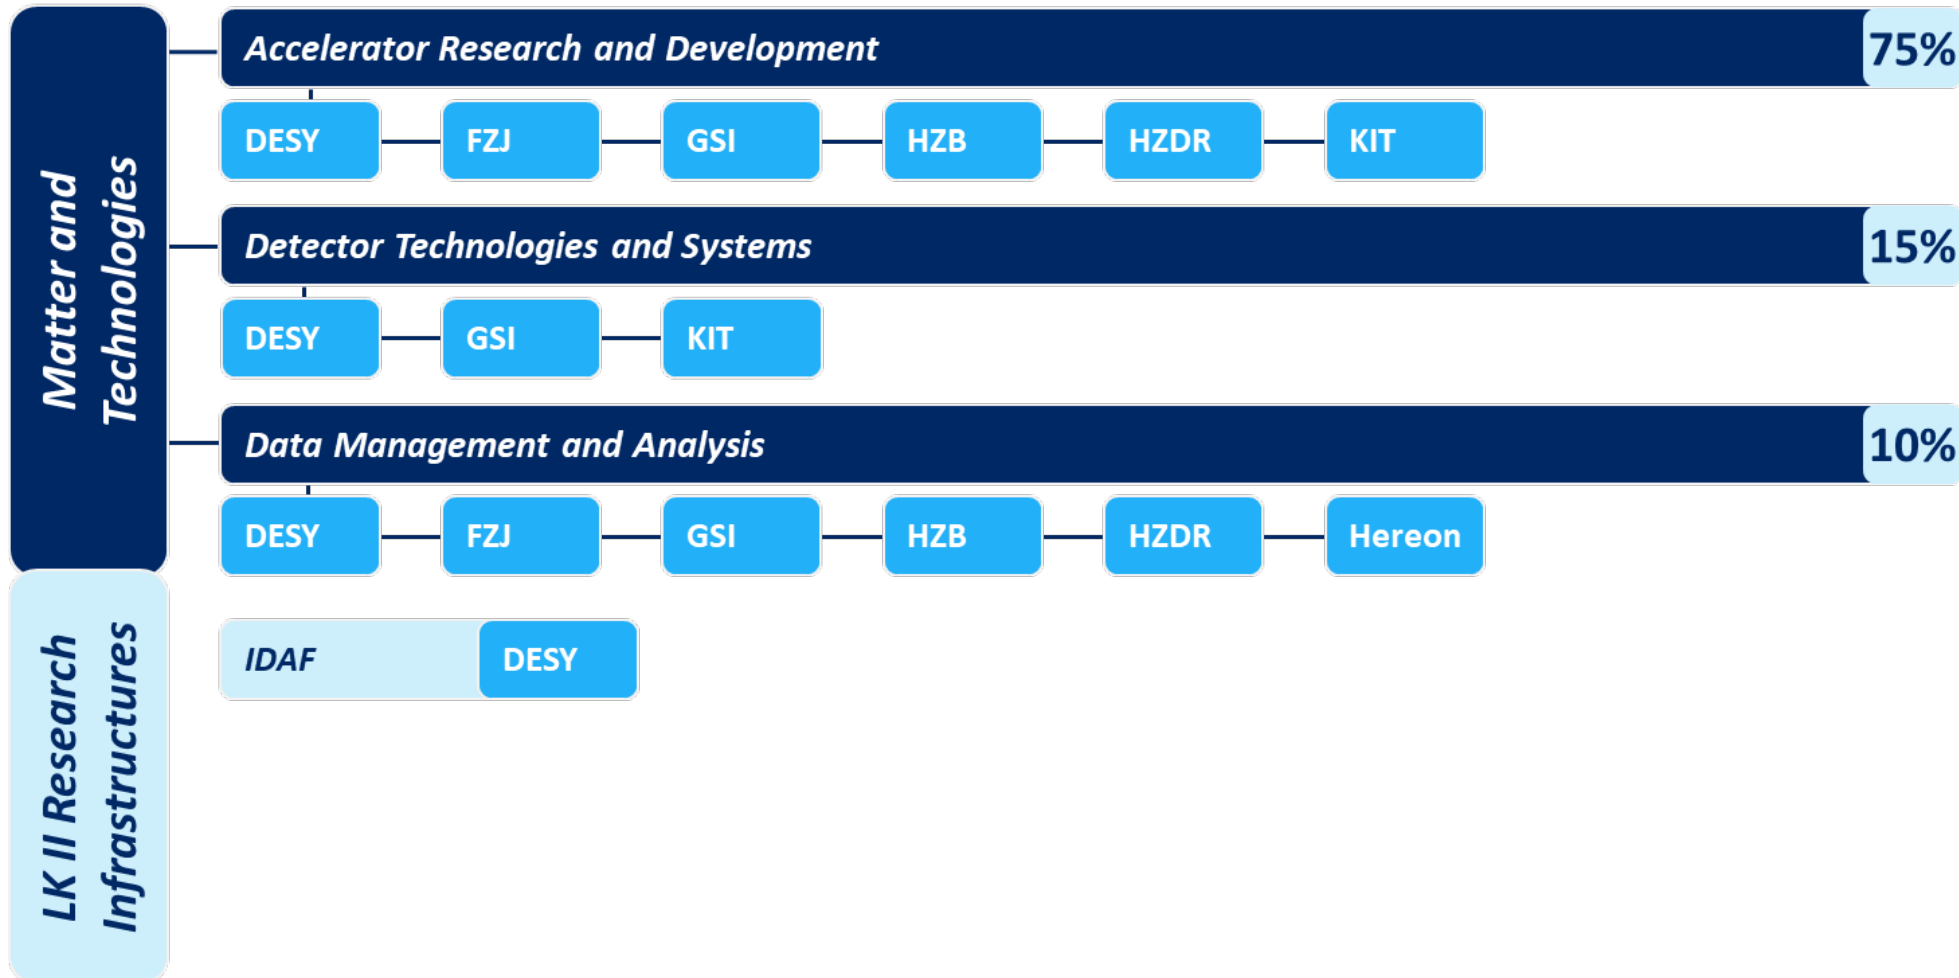 Matter and
Technologies
Accelerator Research and Development
75%
DESY
FZJ
GSI
HZB
HZDR
KIT
Detector Technologies and Systems
15%
DESY
GSI
KIT
Data Management and Analysis
10%
DESY
FZJ
GSI
HZB
HZDR
Hereon
LK II Research
Infrastructures
IDAF
DESY